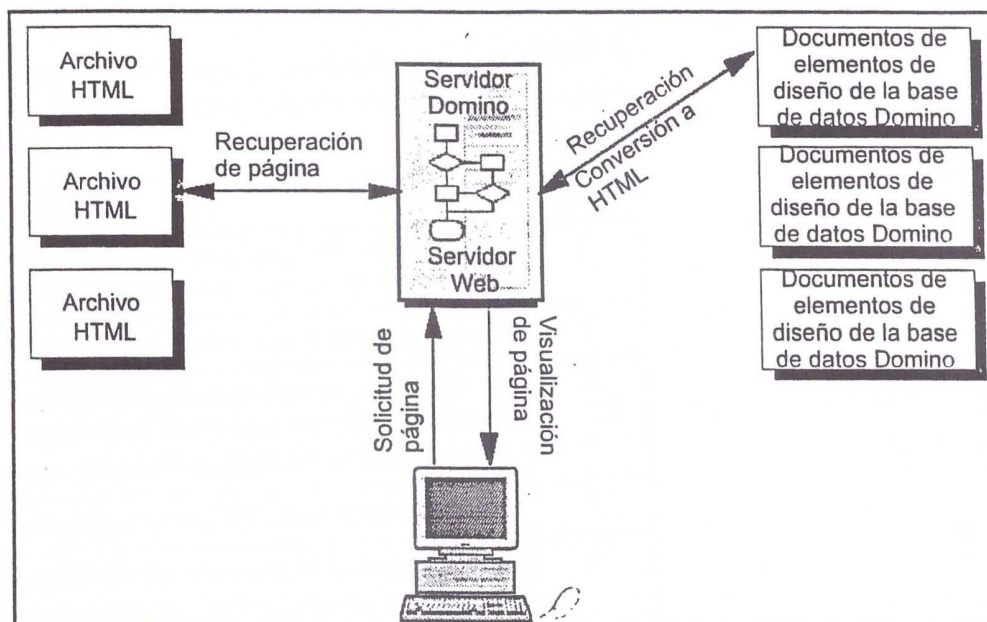 Archivo
HTML
Archivo
HTML
Archivo
HTML
Recuperación
de página
Servidor
Domino
Servidor
Web
Recuperación
Conversión a
HTML
Documentos de
elementos de
diseño de la base
de datos Domino
Documentos de
elementos de
diseño de la base
de datos Domino
Documentos de
elementos de
diseño de la base
de datos Domino
Solicitud de
página
Visualización
de página